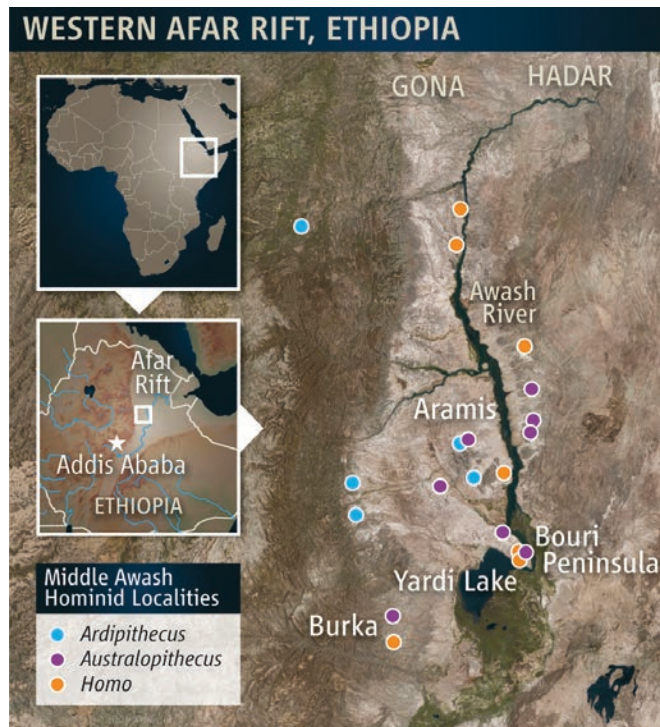 WESTERN AFAR RIFT, ETHIOPIA
GONA
HADAR
Awash
River
Afar
Rift
Addis Ababa
ETHIOPIA
Aramis
Bouri
Peninsula
Yardi Lake
Burka
Middle Awash
Hominid Localities
Ardipithecus
Australopithecus
Homo